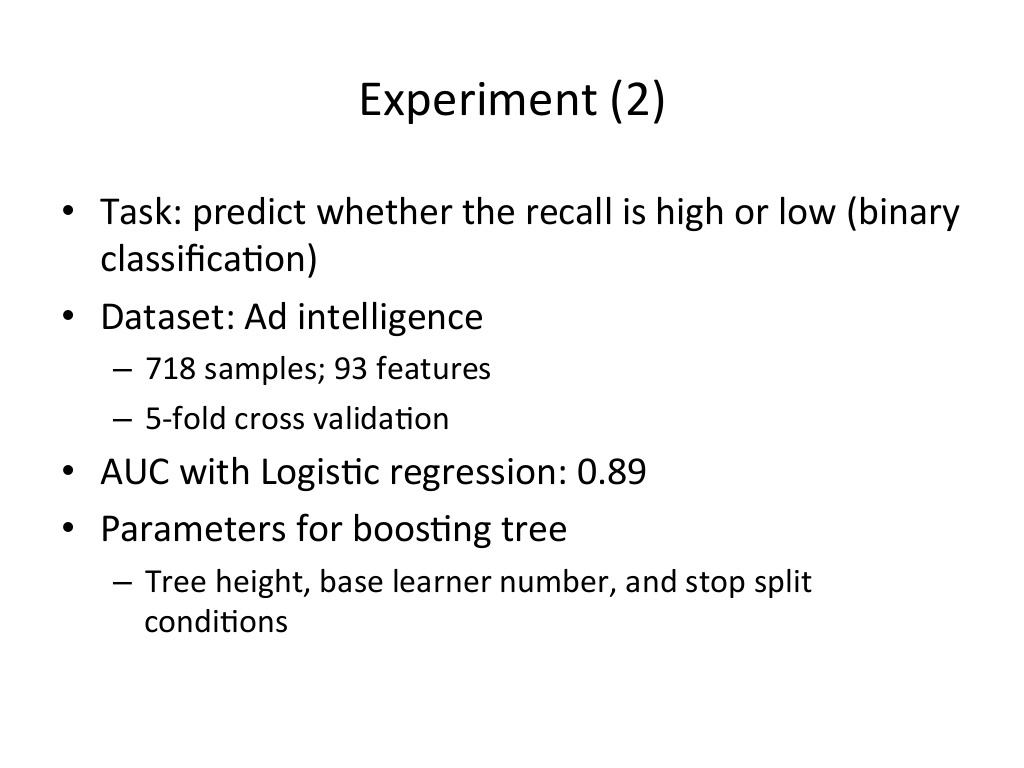 Experiment (2)
• Task: predict whether the recall is high or low (binary
classification)
• Dataset: Ad intelligence
– 718 samples; 93 features
– 5-fold cross validation
• AUC with Logistic regression: 0.89
• Parameters for boosting tree
– Tree height, base learner number, and stop split
conditions